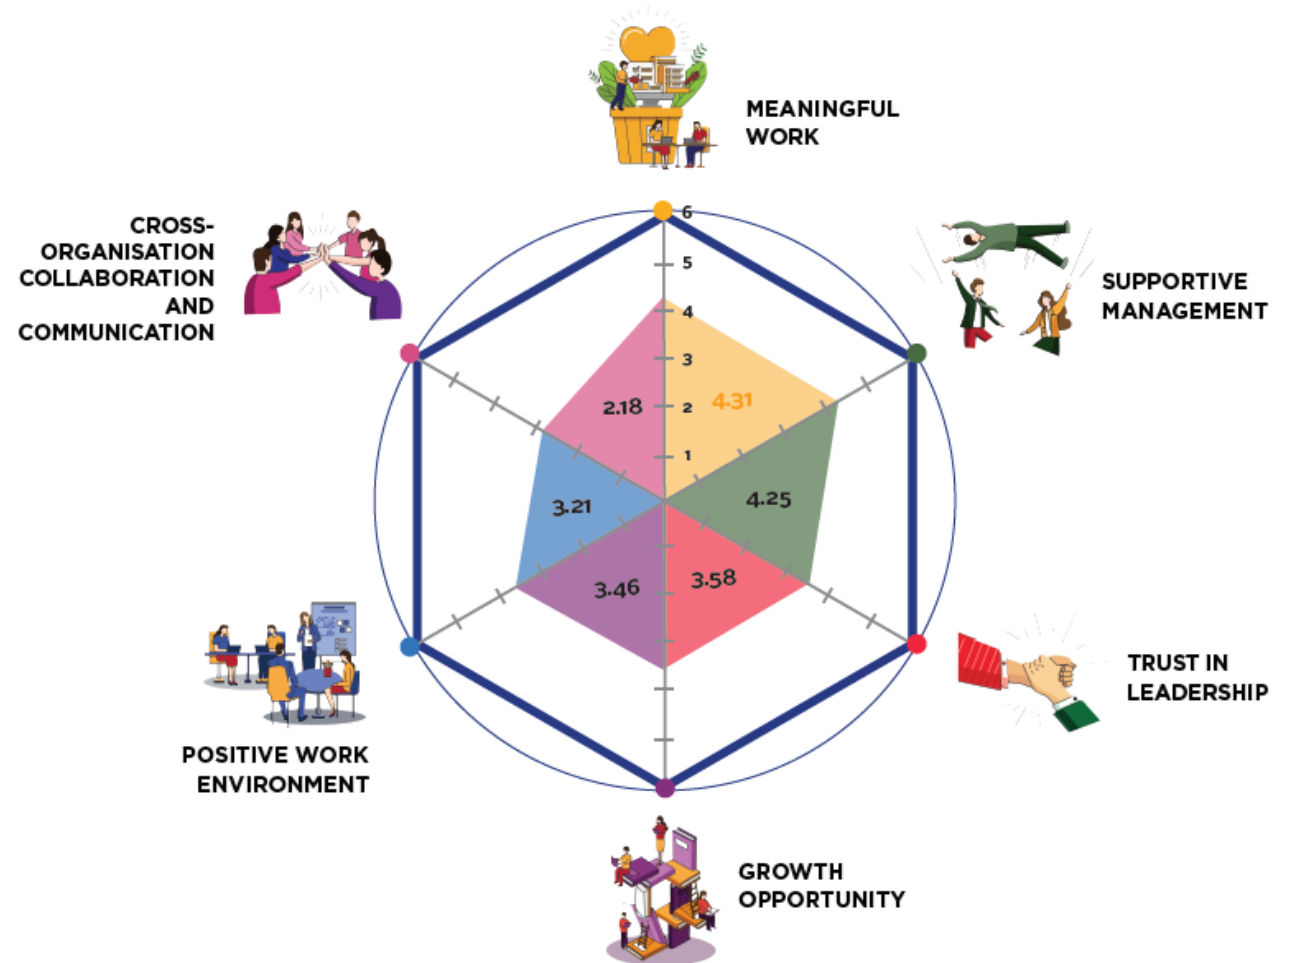 MEANINGFUL
WORK
CROSS-
ORGANISATION
COLLABORATION
AND
COMMUNICATION
SUPPORTIVE
MANAGEMENT
6
5
4
3
2
1
2.18
4.31
3.21
4.25
3.46
3.58
TRUST IN
LEADERSHIP
POSITIVE WORK
ENVIRONMENT
GROWTH
OPPORTUNITY